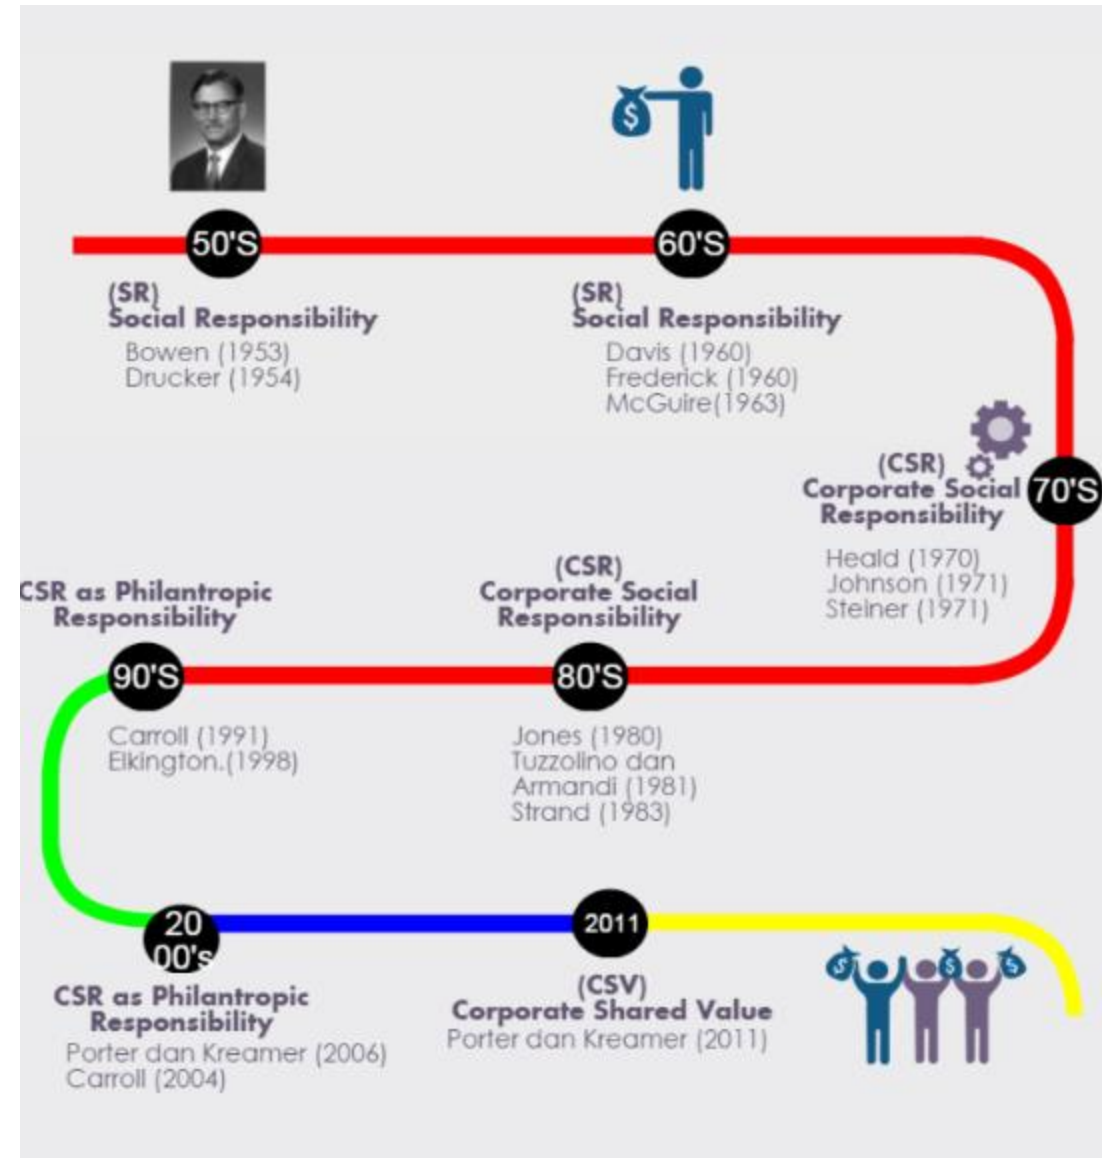 50'S
(SR)
Social Responsibility
Bowen (1953)
Drucker (1954)
60'S
(SR)
Social Responsibility
Davis (1960)
Frederick (1960)
McGuire(1963)
$
70'S
(CSR)
Corporate Social
Responsibility
Heald (1970)
Johnson (1971)
Steiner (1971)
(CSR)
Corporate Social
Responsibility
80'S
Jones (1980)
Tuzzolino dan
Armandi (1981)
Strand (1983)
CSR as Philantropic
Responsibility
90'S
Carroll (1991)
Elkington.(1998)
20
00's
CSR as Philantropic
Responsibility
Porter dan Kreamer (2006)
Carroll (2004)
2011
(CSV)
Corporate Shared Value
Porter dan Kreamer (2011)
$ $ $